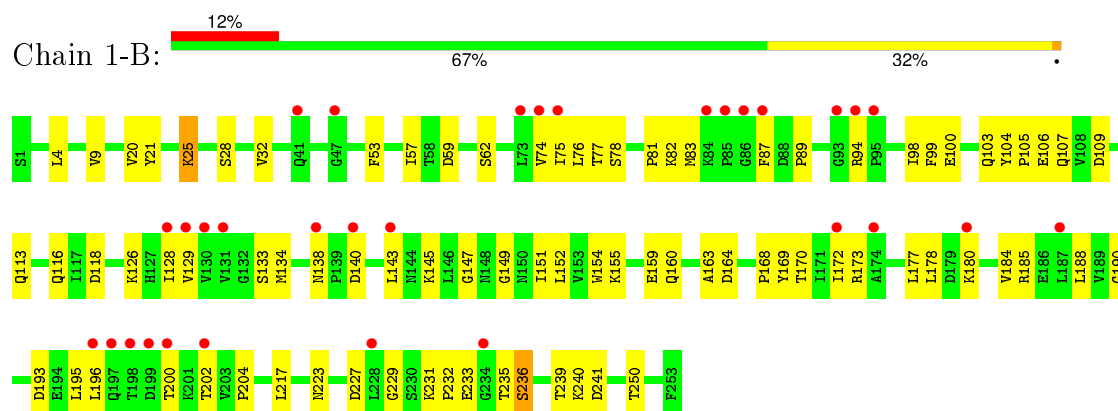 12%
Chain 1-B:
67% 32% •
S1 L4 V9 V20 Y21 K25 S28 V32 Q41 G47 F53 I57 T58 D59 S62 L73 V74 I75 L76 T77 S78 P81 K82 M83 K84 P85 G86 F87 D88 P89 G93 R94 P95 I98 F99 E100 Q103 Y104 P105 E106 Q107 V108 D109
Q113 Q116 I117 D118 K126 H127 I128 V129 V130 V131 G132 S133 M134 N138 P139 D140 L143 N144 K145 L146 G147 N148 G149 N150 I151 L152 V153 W154 K155 E159 Q160 A163 D164 P168 Y169 T170 I171 I172 R173 A174 L177 L178 D179 K180 V184 R185 E186 L187 L188 V189 G190
D193 E194 L195 L196 Q197 T198 D199 T200 K201 T202 V203 P204 L217 N223 D227 L228 G229 S230 K231 P232 E233 G234 T235 S236 T239 K240 D241 T250 F253